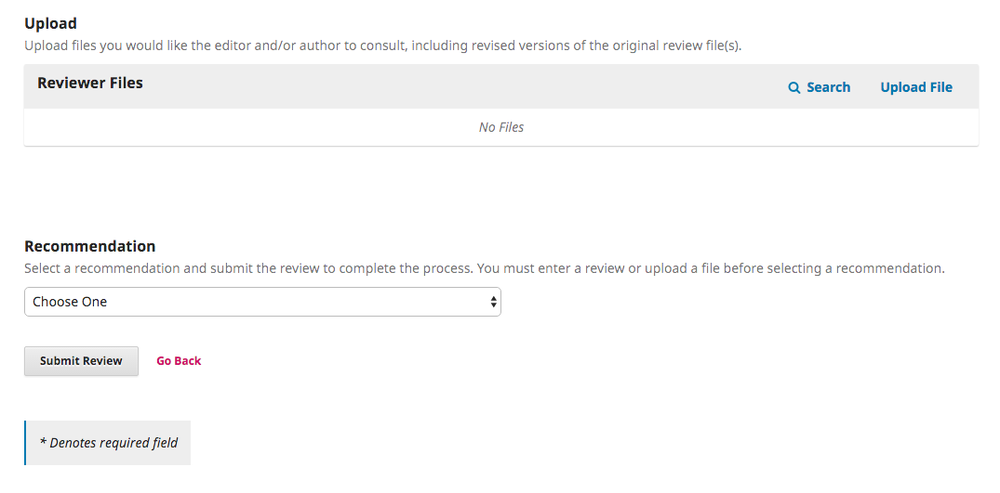 Upload
Upload files you would like the editor and/or author to consult, including revised versions of the original review file(s).
Reviewer Files
Search
Upload File
No Files
Recommendation
Select a recommendation and submit the review to complete the process. You must enter a review or upload a file before selecting a recommendation.
Choose One
Submit Review
Go Back
* Denotes required field